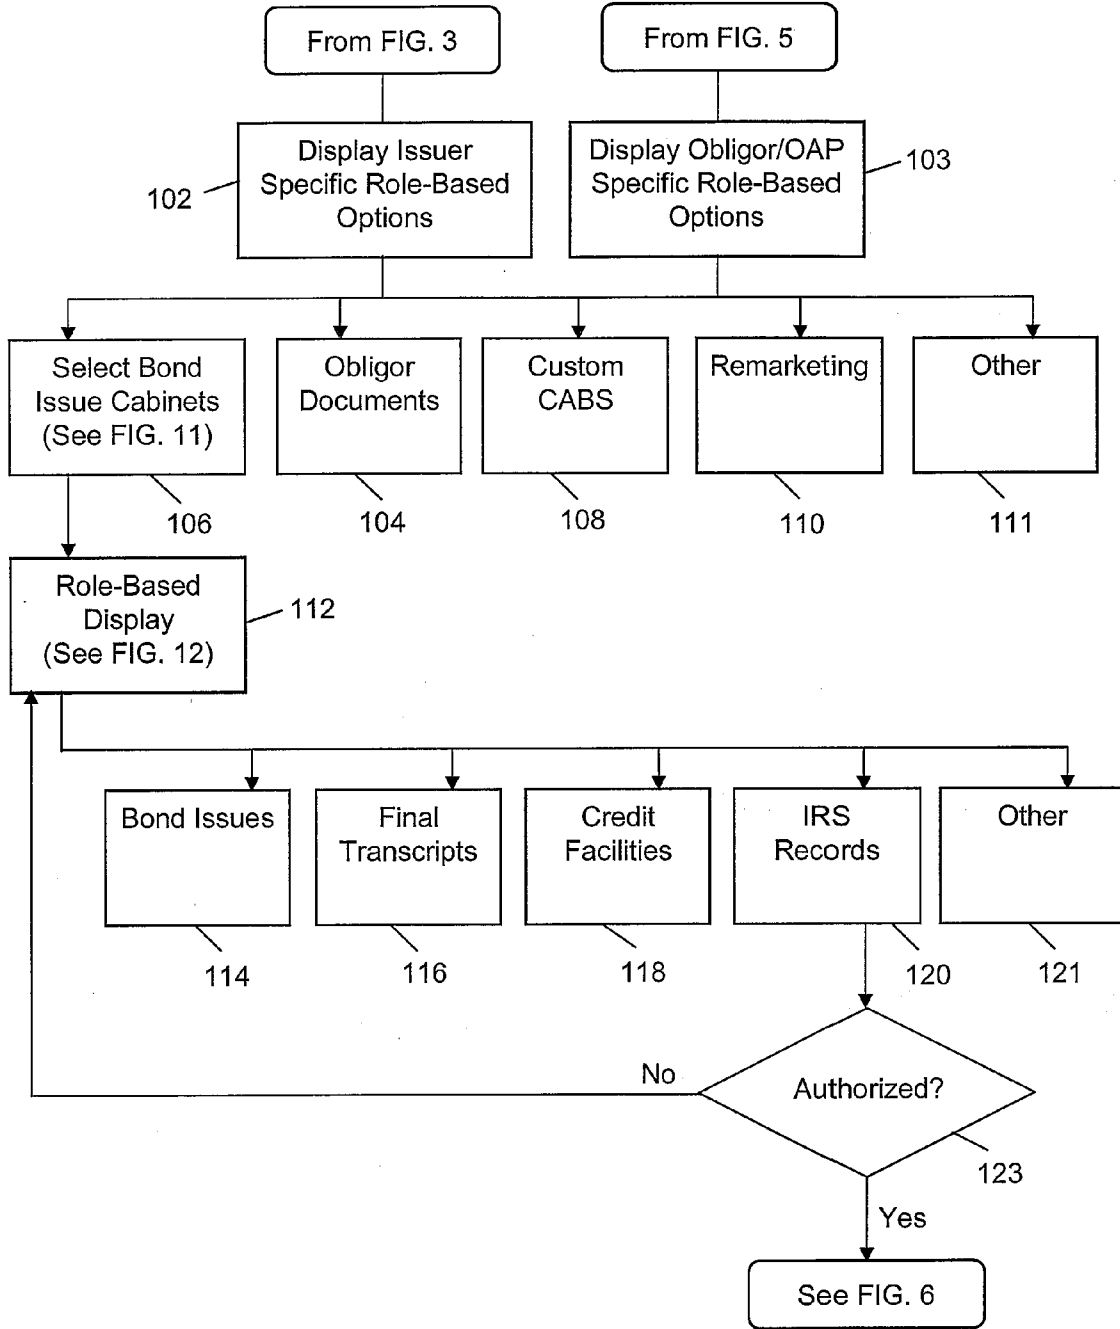 From FIG. 3
From FIG. 5
Display Issuer
Specific Role-Based
Options
102
Display Obligor/OAP
Specific Role-Based
Options
103
Select Bond
Issue Cabinets
(See FIG. 11)
106
Obligor
Documents
104
Custom
CABS
108
Remarketing
110
Other
111
Role-Based
Display
(See FIG. 12)
112
Bond Issues
114
Final
Transcripts
116
Credit
Facilities
118
IRS
Records
120
Other
121
Authorized?
123
No
Yes
See FIG. 6